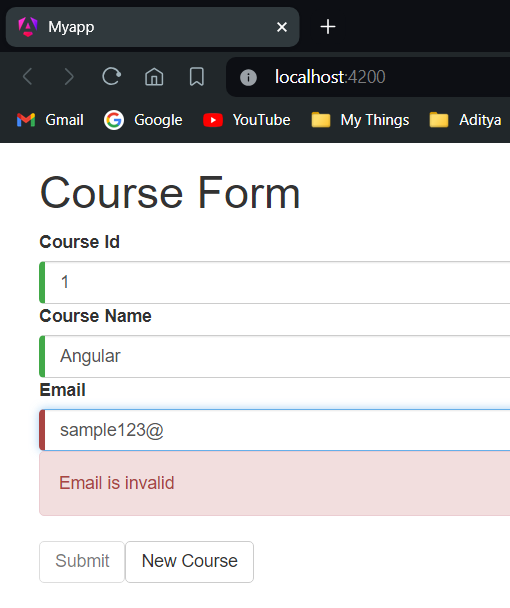 Myapp
localhost:4200
Gmail Google YouTube My Things Aditya
Course Form
Course Id
1
Course Name
Angular
Email
sample123@
Email is invalid
Submit New Course